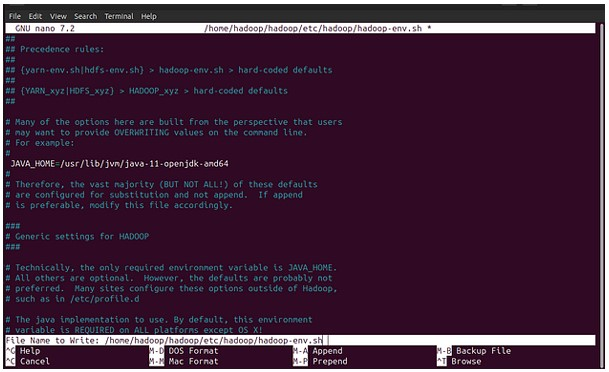 File Edit View Search Terminal Help
GNU nano 7.2 /home/hadoop/hadoop/etc/hadoop/hadoop-env.sh *
##
## Precedence rules:
##
## {yarn-env.sh|hdfs-env.sh} > hadoop-env.sh > hard-coded defaults
##
## {YARN_xyz|HDFS_xyz} > HADOOP_xyz > hard-coded defaults
##
# Many of the options here are built from the perspective that users
# may want to provide OVERWRITING values on the command line.
# For example:
#
JAVA_HOME=/usr/lib/jvm/java-11-openjdk-amd64
#
# Therefore, the vast majority (BUT NOT ALL!) of these defaults
# are configured for substitution and not append. If append
# is preferable, modify this file accordingly.
###
# Generic settings for HADOOP
###
# Technically, the only required environment variable is JAVA_HOME.
# All others are optional. However, the defaults are probably not
# preferred. Many sites configure these options outside of Hadoop,
# such as in /etc/profile.d
# The java implementation to use. By default, this environment
# variable is REQUIRED on ALL platforms except OS X!
File Name to Write: /home/hadoop/hadoop/etc/hadoop/hadoop-env.sh
^G Help M-D DOS Format M-A Append M-B Backup File
^C Cancel M-M Mac Format M-P Prepend ^T Browse